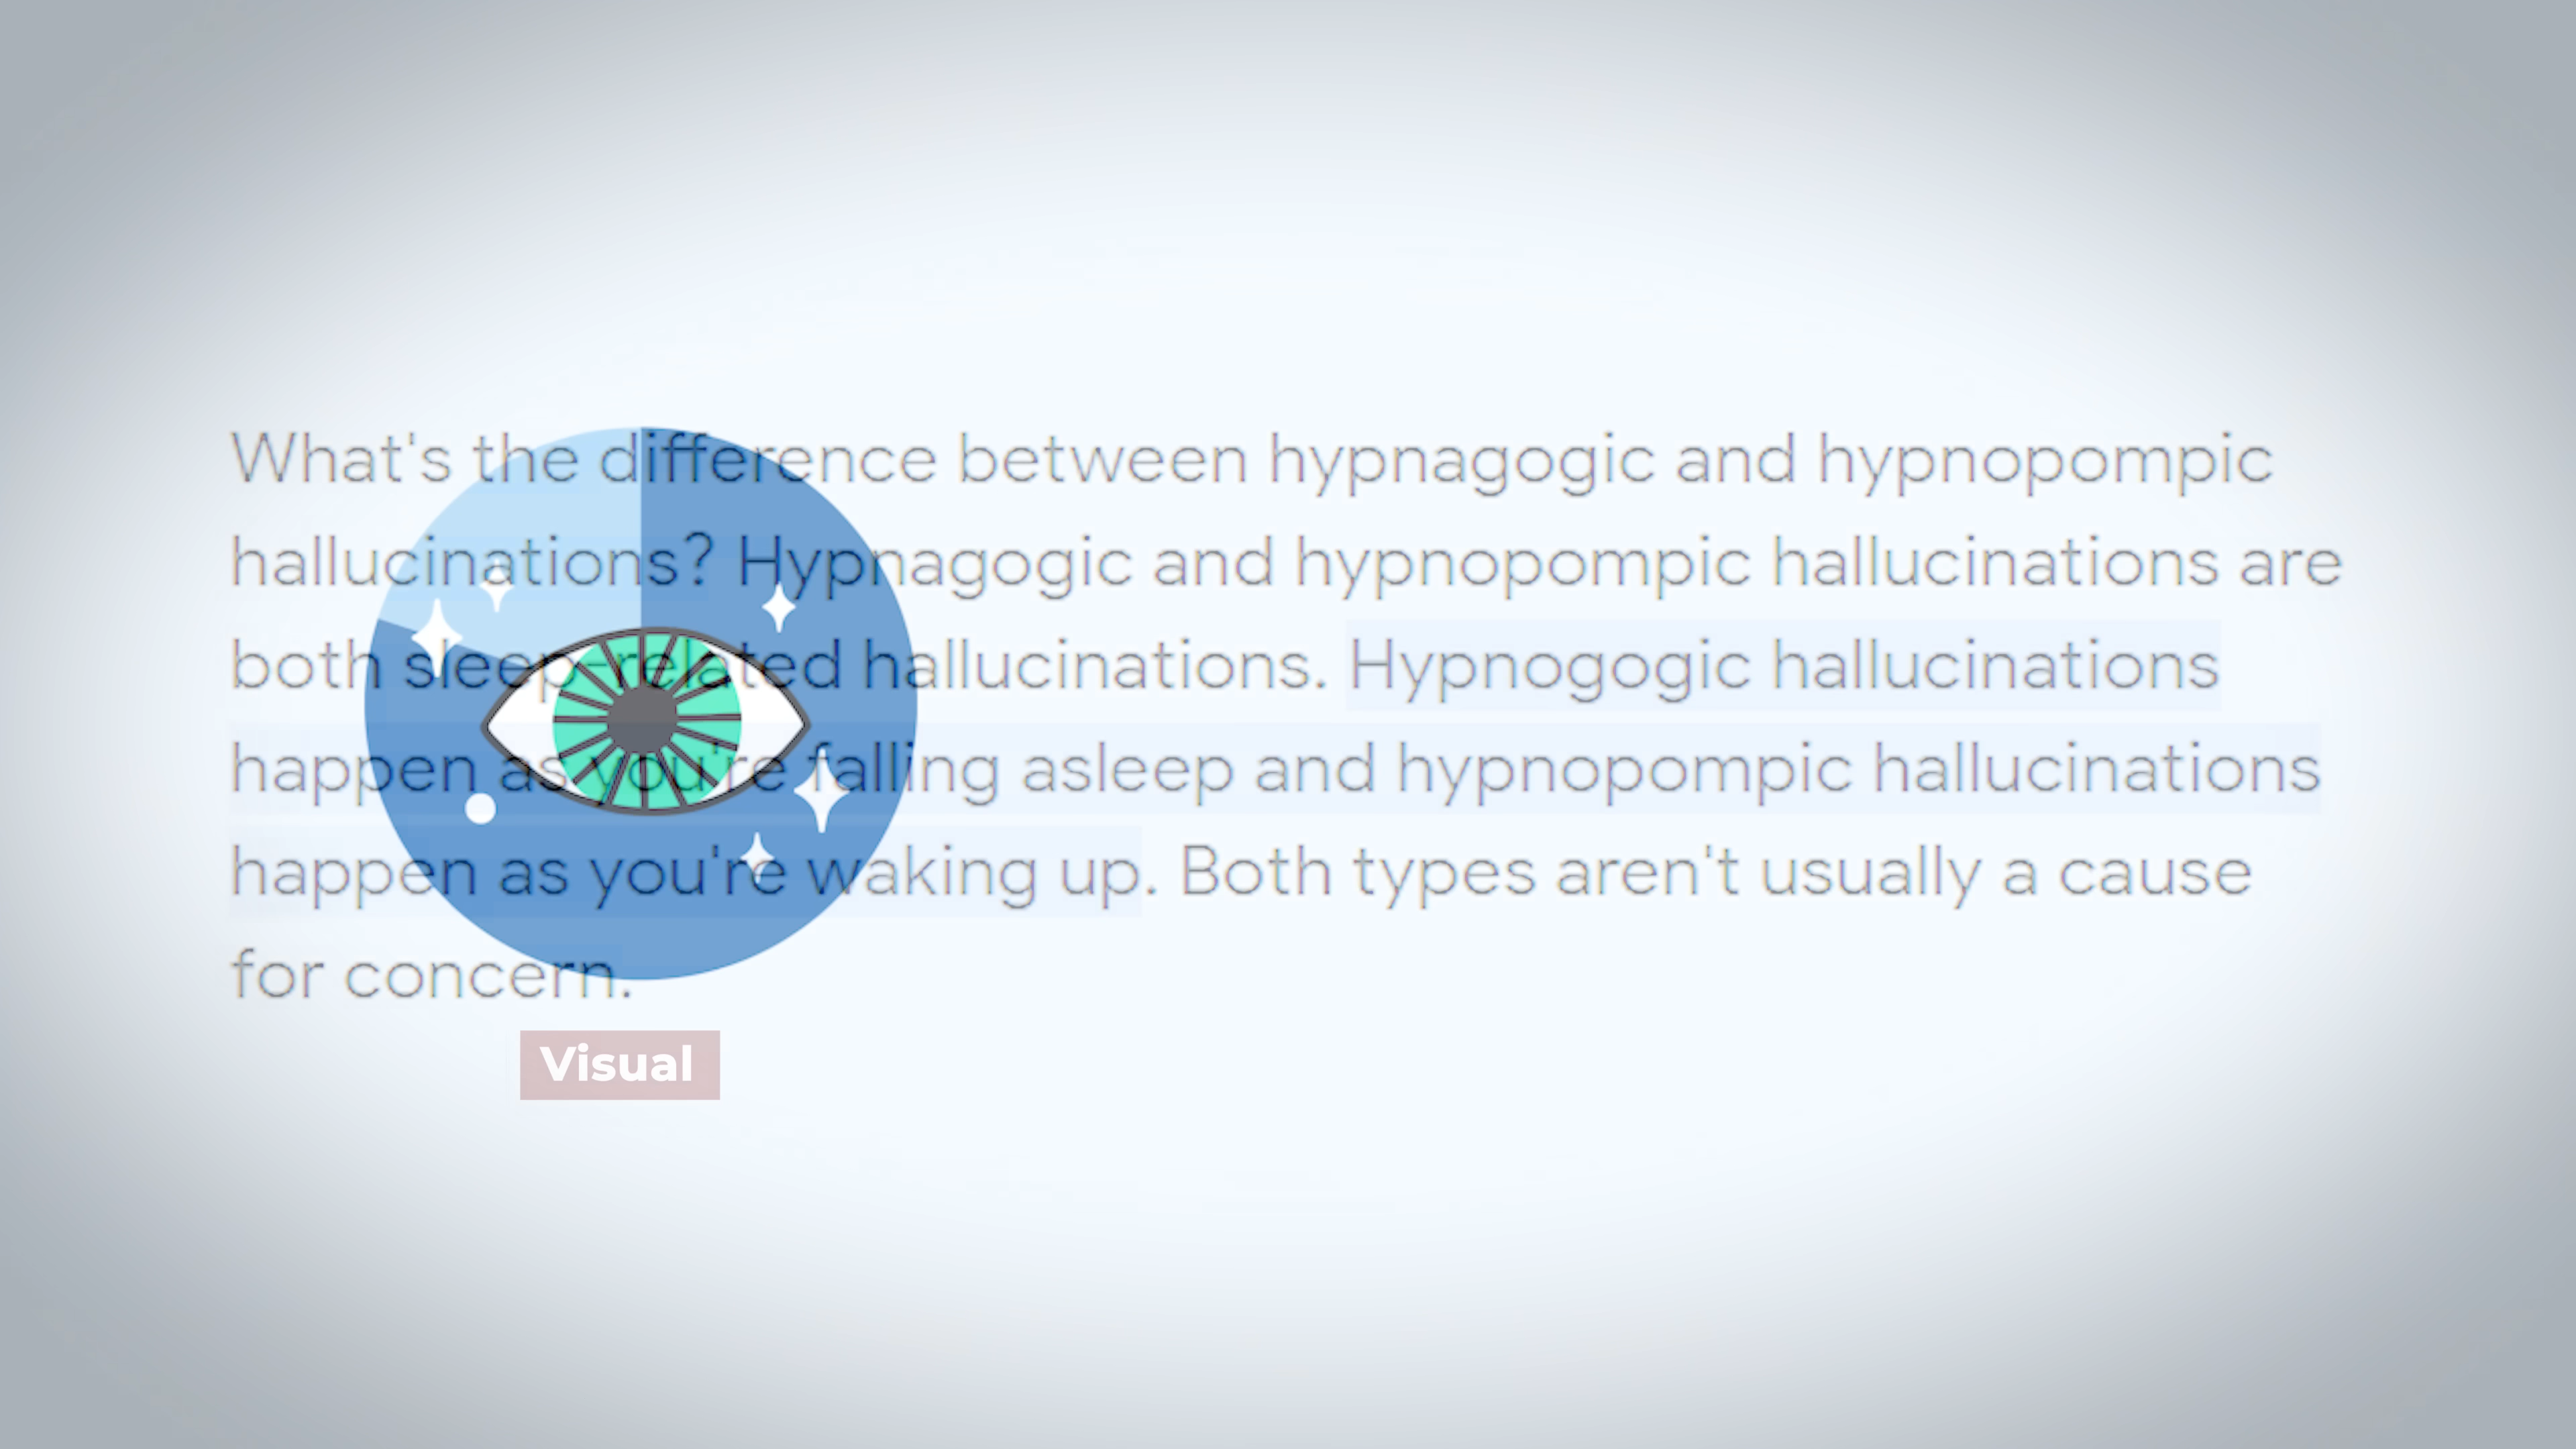 What's the difference between hypnagogic and hypnopompic
hallucinations? Hypnagogic and hypnopompic hallucinations are
both sleep-related hallucinations. Hypnogogic hallucinations
happen as you're falling asleep and hypnopompic hallucinations
happen as you're waking up. Both types aren't usually a cause
for concern.
Visual